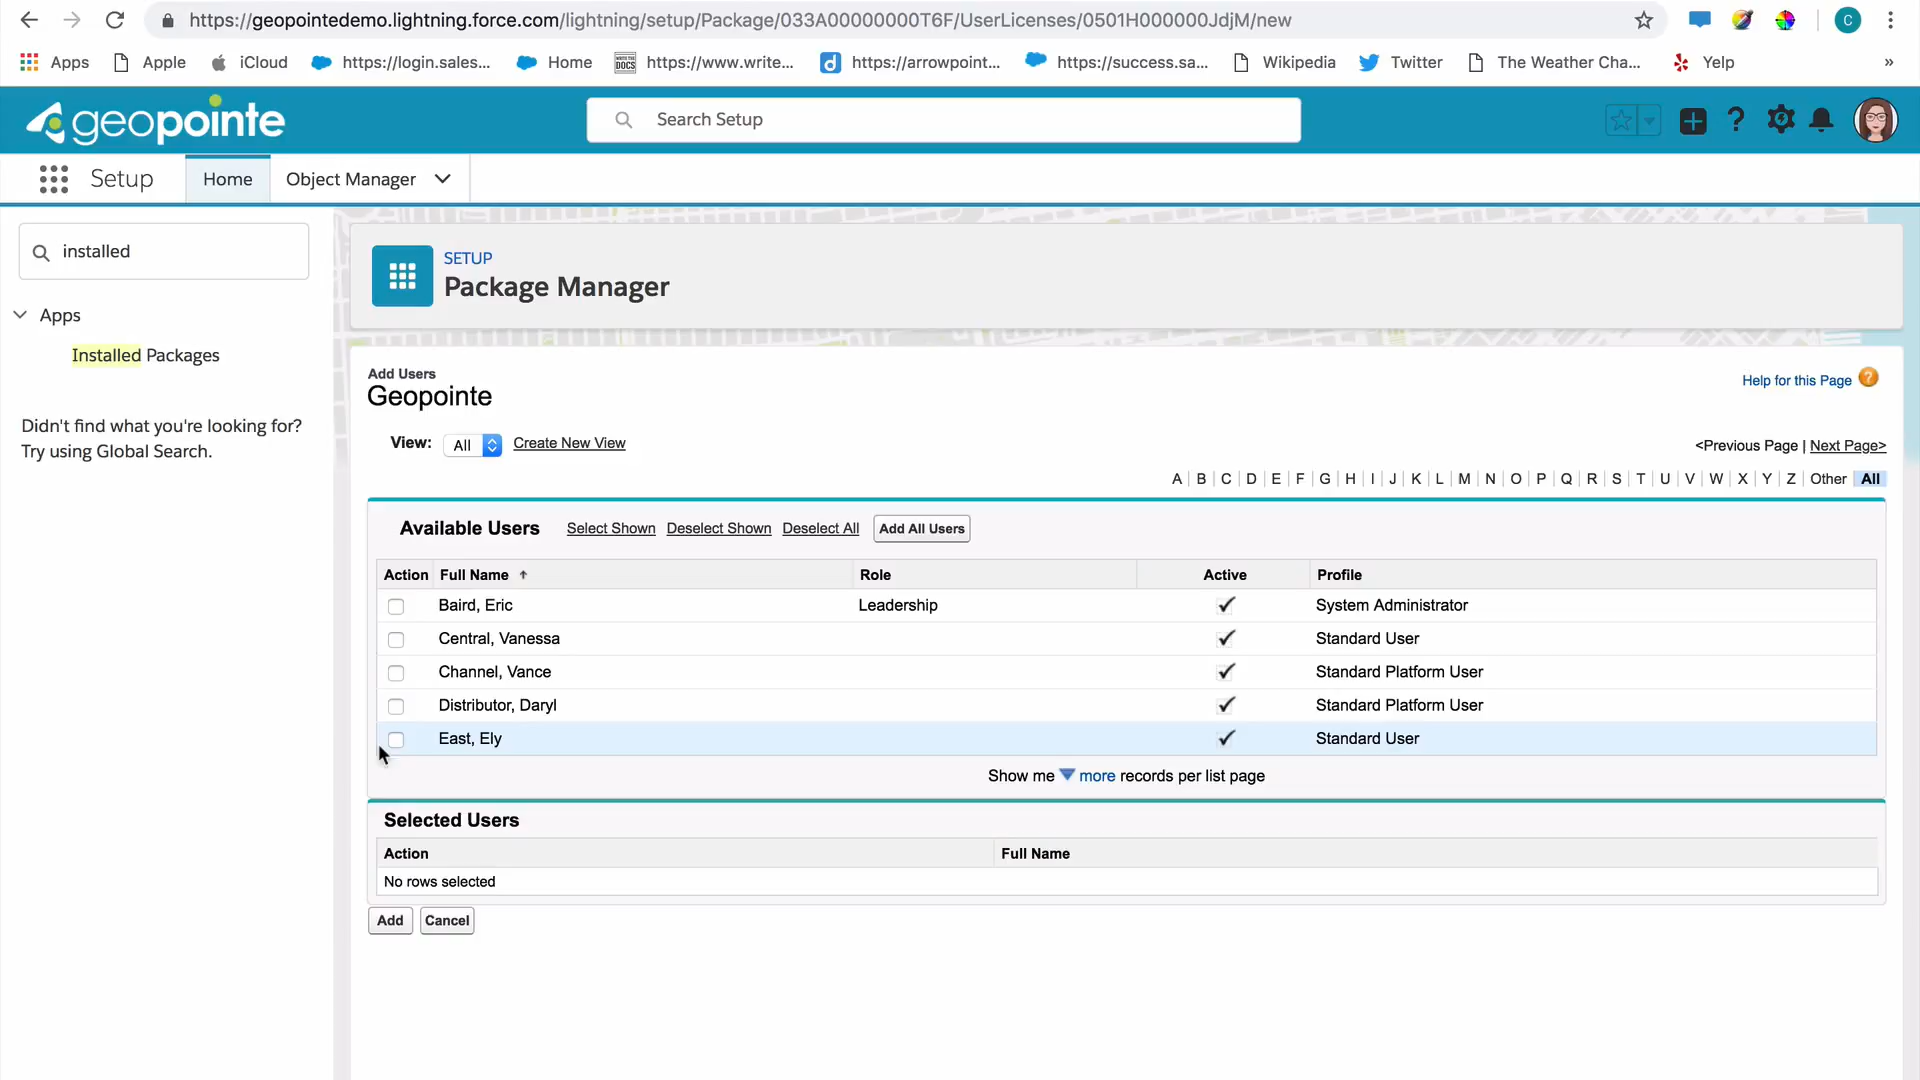 https://geopointedemo.lightning.force.com/lightning/setup/Package/033A00000000T6F/UserLicenses/0501H000000JdjM/new
C
Apps Apple iCloud https://login.sales... Home https://www.write... https://arrowpoint... https://success.sa... Wikipedia Twitter The Weather Cha... Yelp »
geopointe
Search Setup
Setup Home Object Manager
installed
Apps
Installed Packages
Didn't find what you're looking for?
Try using Global Search.
SETUP
Package Manager
Add Users
Geopointe
Help for this Page ?
View: All Create New View
<Previous Page | Next Page>
A | B | C | D | E | F | G | H | I | J | K | L | M | N | O | P | Q | R | S | T | U | V | W | X | Y | Z | Other | All
Available Users Select Shown Deselect Shown Deselect All Add All Users
Action Full Name ↑ Role Active Profile
Baird, Eric Leadership ✓ System Administrator
Central, Vanessa ✓ Standard User
Channel, Vance ✓ Standard Platform User
Distributor, Daryl ✓ Standard Platform User
East, Ely ✓ Standard User
Show me more records per list page
Selected Users
Action Full Name
No rows selected
Add Cancel